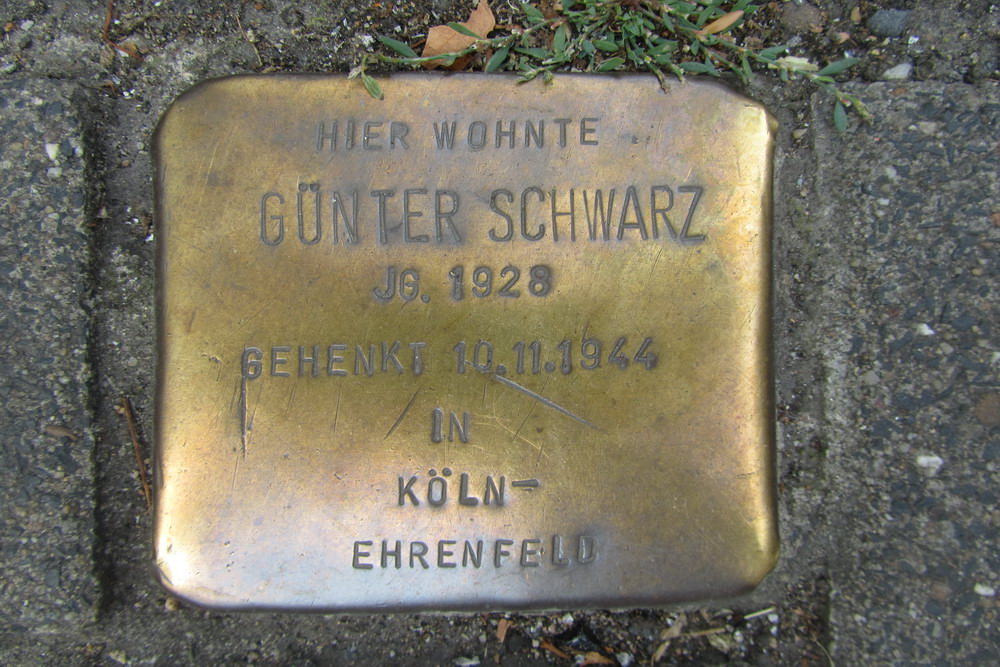 HIER WOHNTE
GÜNTER SCHWARZ
JG. 1928
GEHENKT 10.11.1944
IN
KÖLN-
EHRENFELD